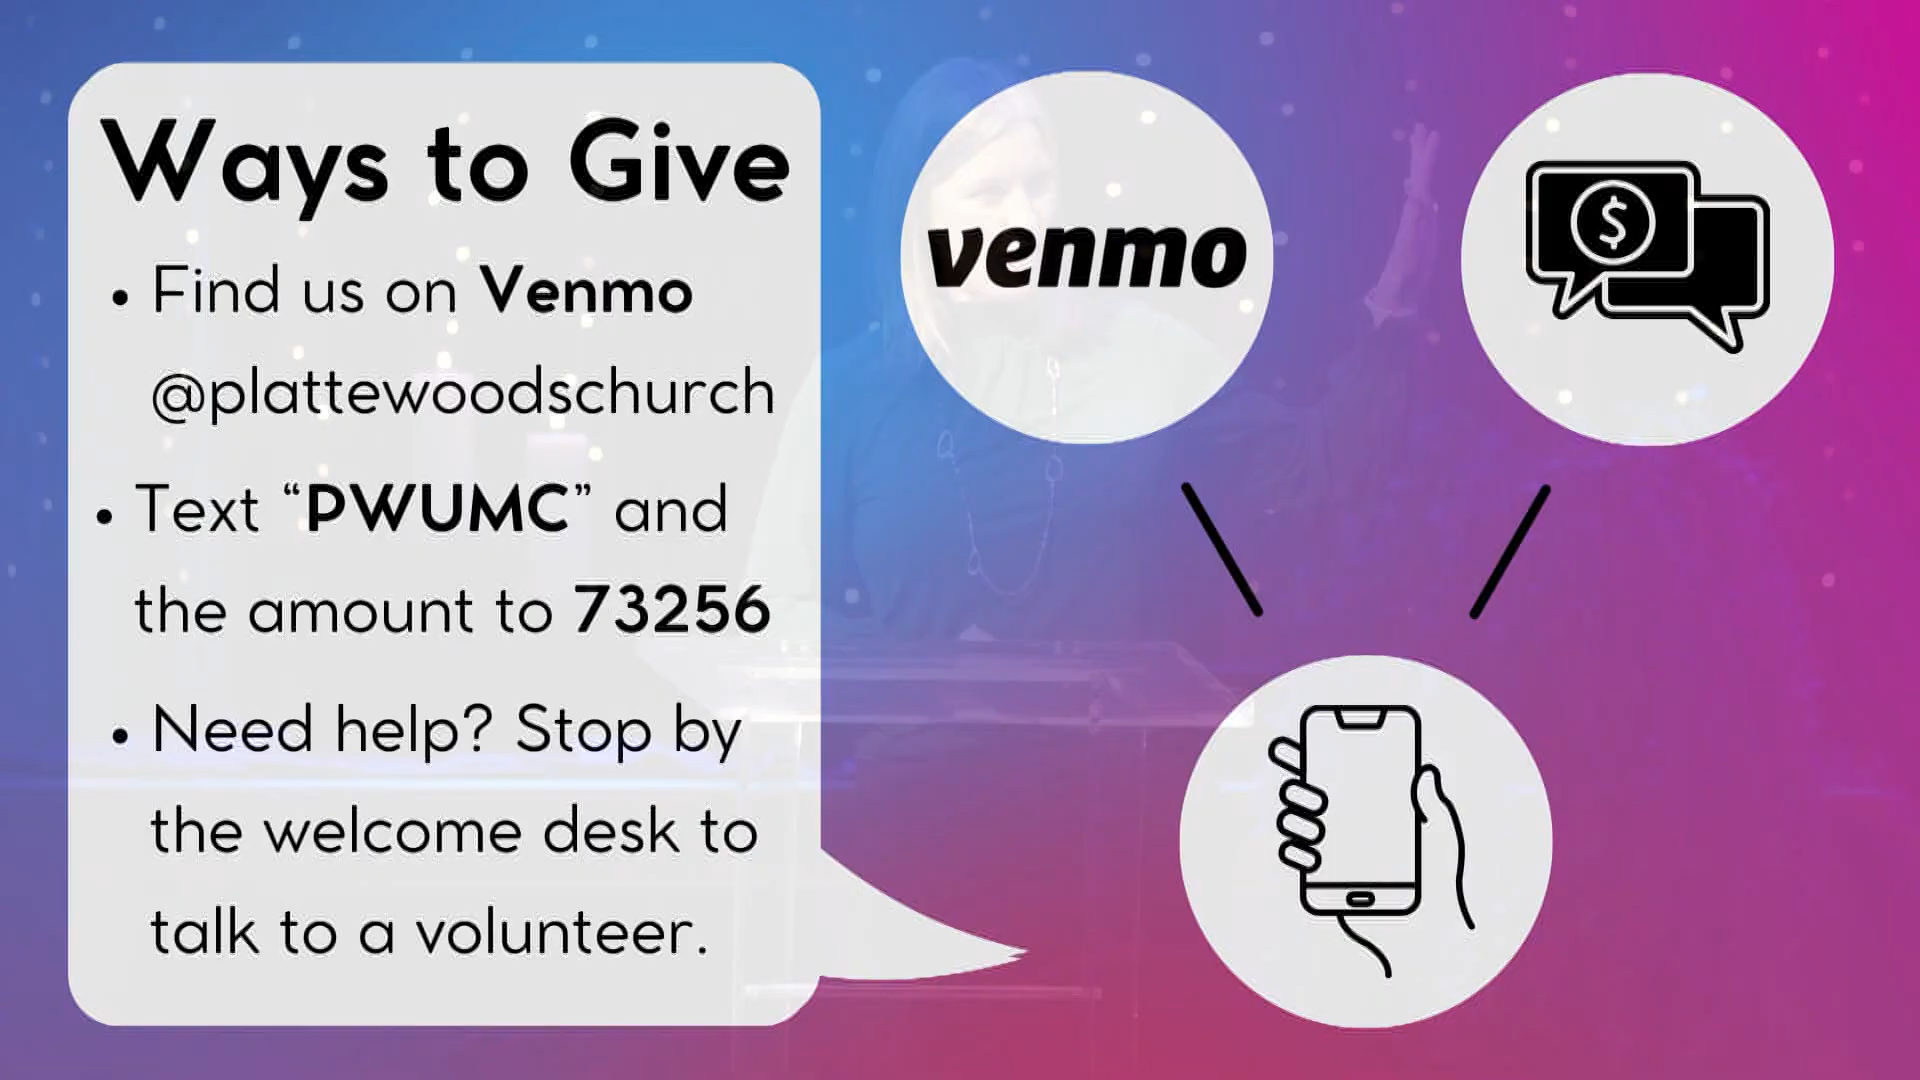 Ways to Give
• Find us on Venmo
@plattewoodschurch
• Text “PWUMC” and
the amount to 73256
• Need help? Stop by
the welcome desk to
talk to a volunteer.
venmo
$